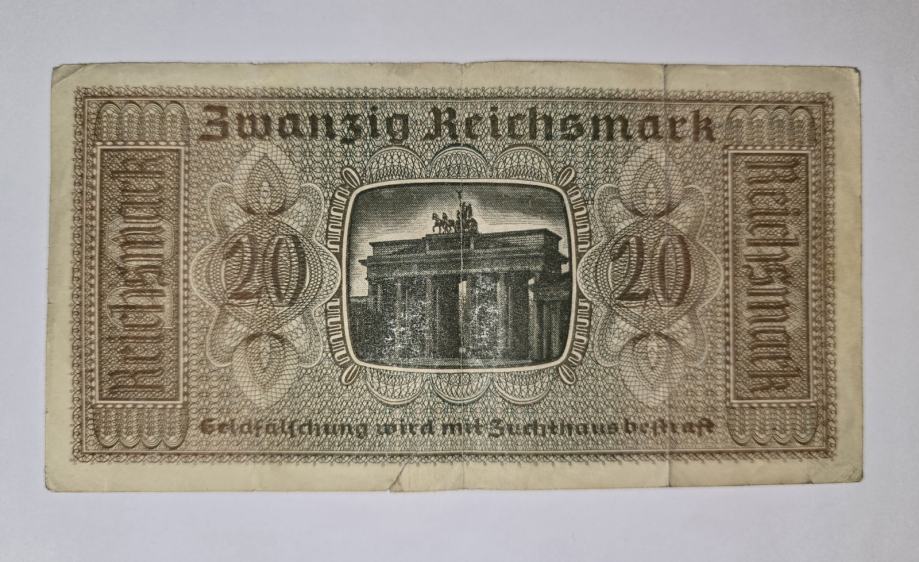 Zwanzig Reichsmark
Reichsmark
20
20
Reichsmark
Geldfälschung wird mit Zuchthaus bestraft